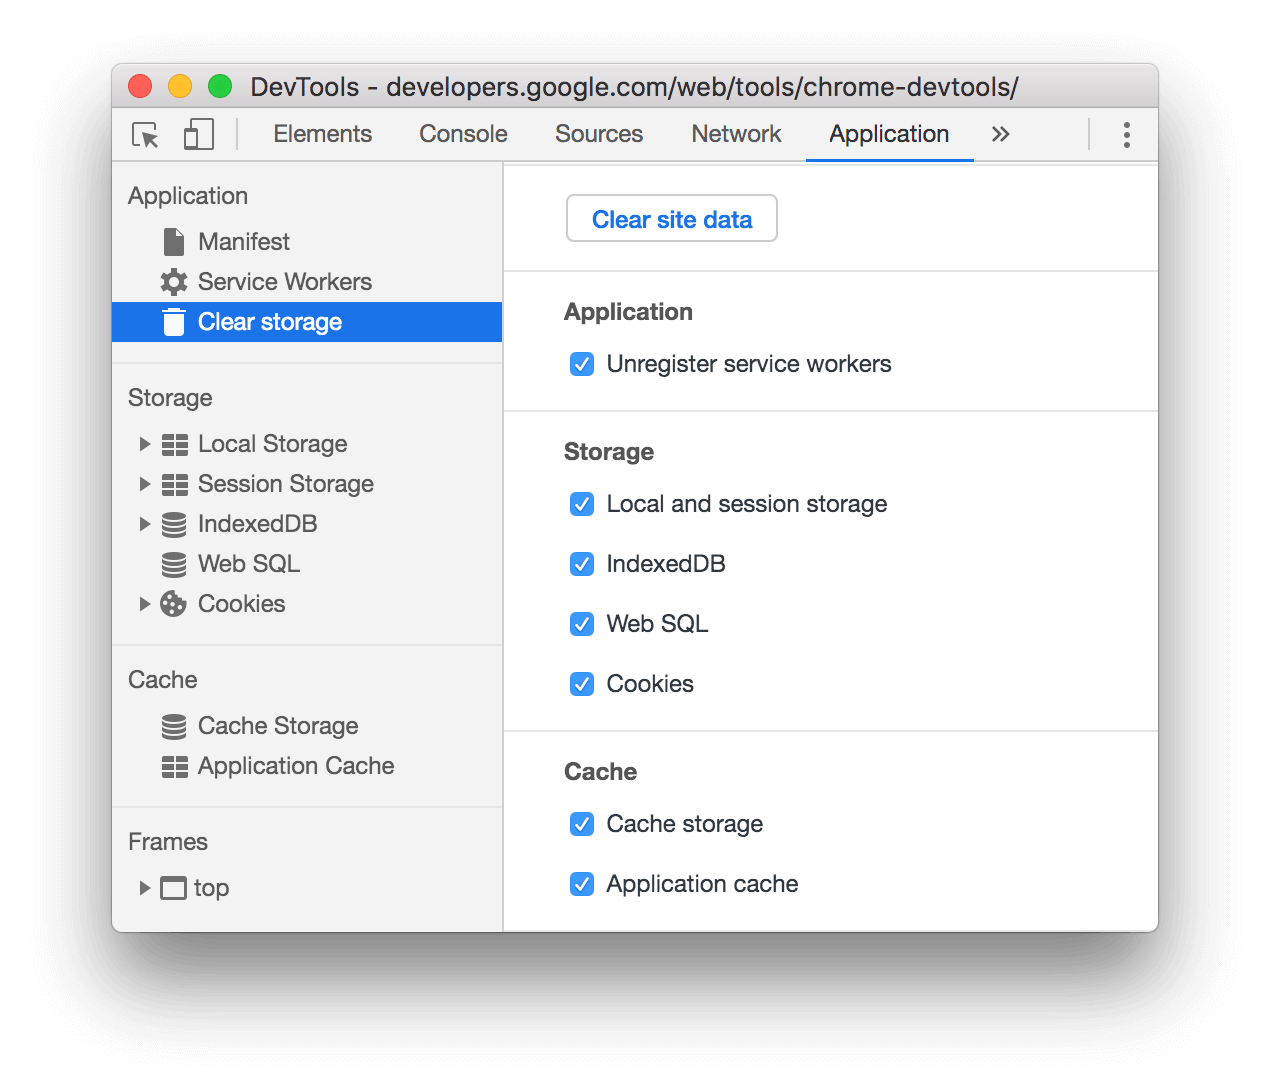 DevTools - developers.google.com/web/tools/chrome-devtools/
Elements Console Sources Network Application »
Application
Manifest
Service Workers
Clear storage
Storage
Local Storage
Session Storage
IndexedDB
Web SQL
Cookies
Cache
Cache Storage
Application Cache
Frames
top
Clear site data
Application
Unregister service workers
Storage
Local and session storage
IndexedDB
Web SQL
Cookies
Cache
Cache storage
Application cache